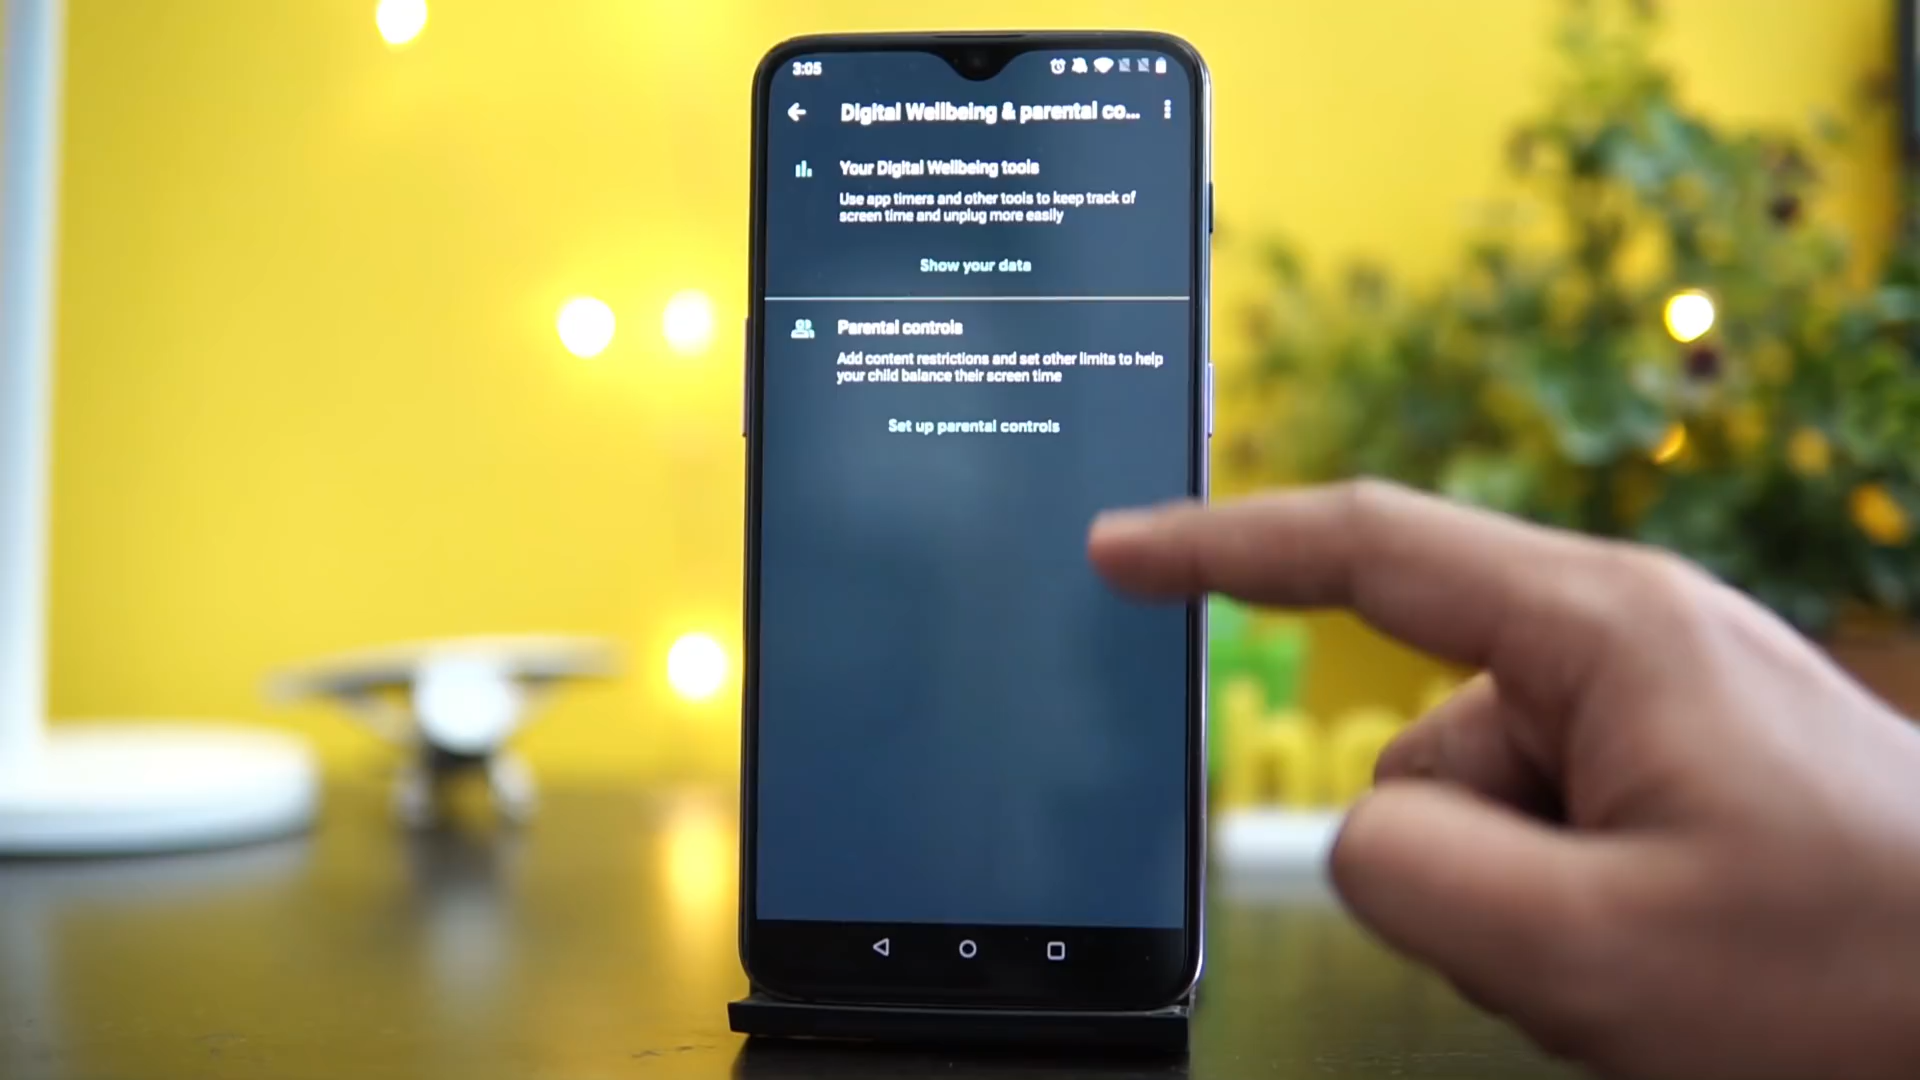 3:05
Digital Wellbeing & parental co...
Your Digital Wellbeing tools
Use app timers and other tools to keep track of
screen time and unplug more easily
Show your data
Parental controls
Add content restrictions and set other limits to help
your child balance their screen time
Set up parental controls